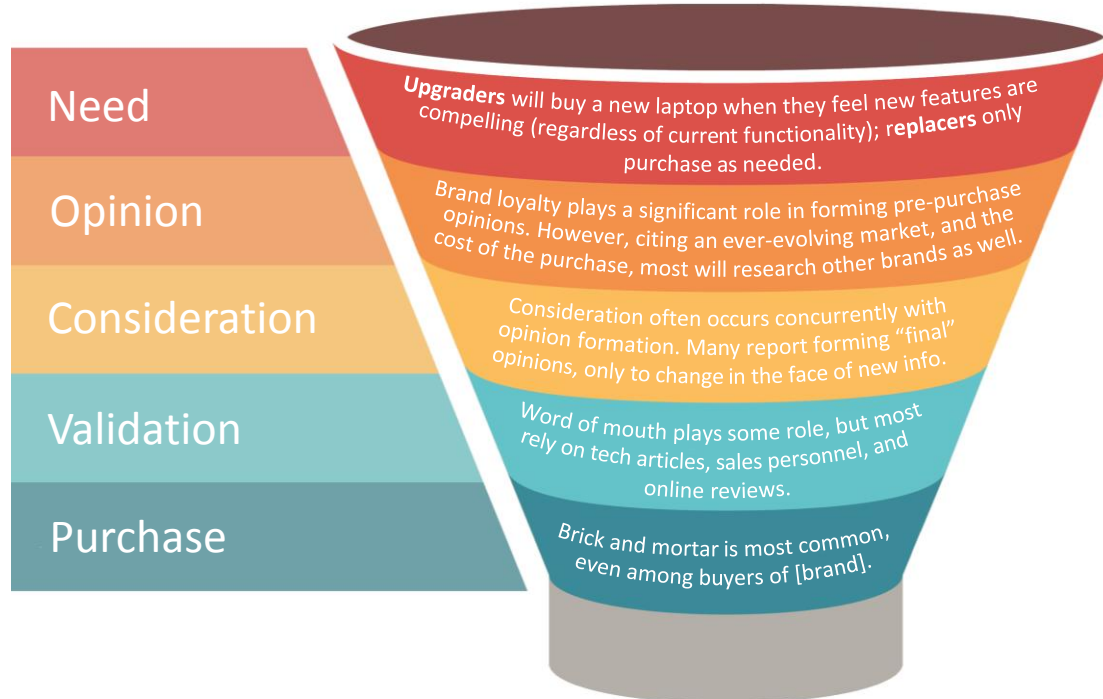 Need
Upgraders will buy a new laptop when they feel new features are
compelling (regardless of current functionality); replacers only
purchase as needed.
Opinion
Brand loyalty plays a significant role in forming pre-purchase
opinions. However, citing an ever-evolving market, and the
cost of the purchase, most will research other brands as well.
Consideration
Consideration often occurs concurrently with
opinion formation. Many report forming “final”
opinions, only to change in the face of new info.
Validation
Word of mouth plays some role, but most
rely on tech articles, sales personnel, and
online reviews.
Purchase
Brick and mortar is most common,
even among buyers of [brand].